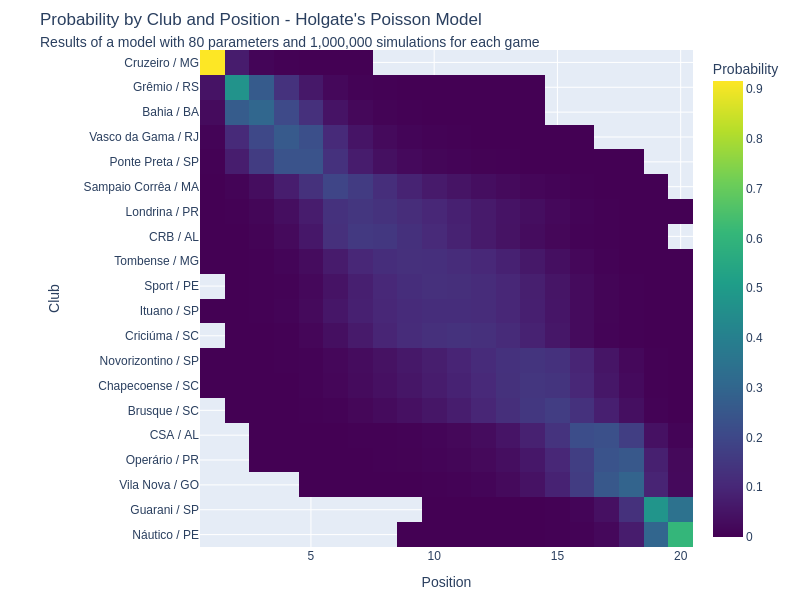 Probability by Club and Position - Holgate's Poisson Model
Results of a model with 80 parameters and 1,000,000 simulations for each game
Probability
Cruzeiro / MG
Grêmio / RS
Bahia / BA
Vasco da Gama / RJ
Ponte Preta / SP
Sampaio Corrêa / MA
Londrina / PR
CRB / AL
Tombense / MG
Sport / PE
Ituano / SP
Criciúma / SC
Novorizontino / SP
Chapecoense / SC
Brusque / SC
CSA / AL
Operário / PR
Vila Nova / GO
Guarani / SP
Náutico / PE
Club
5 10 15 20
Position
0.9
0.8
0.7
0.6
0.5
0.4
0.3
0.2
0.1
0